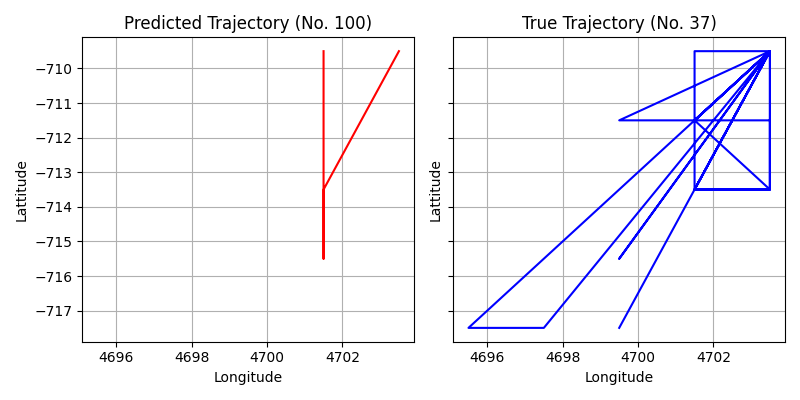 Predicted Trajectory (No. 100)
True Trajectory (No. 37)
Lattitude
−710
−711
−712
−713
−714
−715
−716
−717
4696
4698
4700
4702
Longitude
Lattitude
4696
4698
4700
4702
Longitude